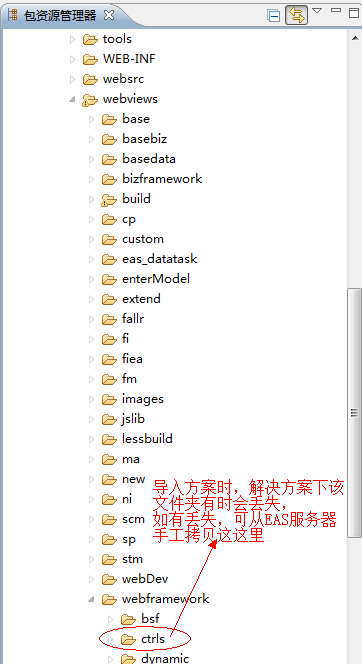 包资源管理器
tools
WEB-INF
websrc
webviews
base
basebiz
basedata
bizframework
build
cp
custom
eas_datatask
enterModel
extend
fallr
fi
fiea
fm
images
jslib
lessbuild
ma
new
ni
scm
sp
stm
webDev
webframework
bsf
ctrls
dynamic
导入方案时，解决方案下该
文件夹有时会丢失，
如有丢失，可从EAS服务器
手工拷贝这这里